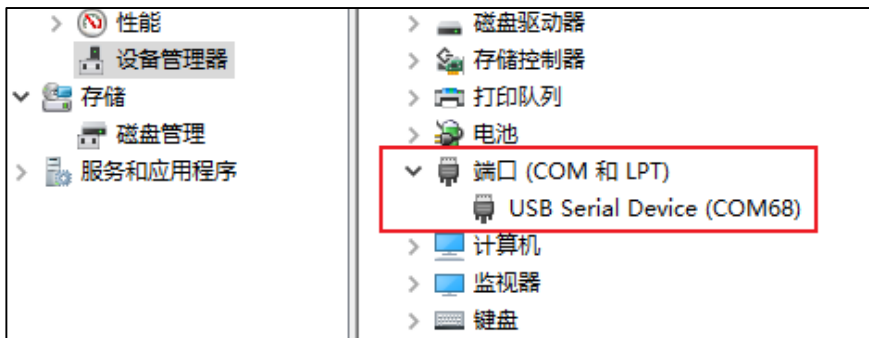 性能
设备管理器
存储
磁盘管理
服务和应用程序
磁盘驱动器
存储控制器
打印队列
电池
端口 (COM 和 LPT)
USB Serial Device (COM68)
计算机
监视器
键盘